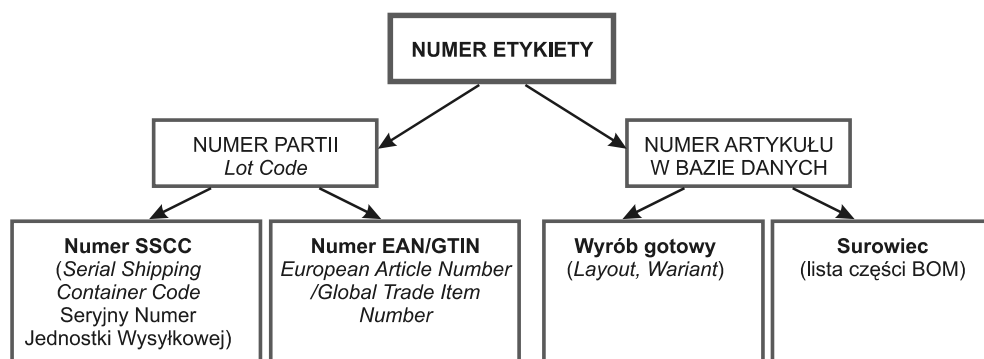 NUMER ETYKIETY
NUMER PARTII
Lot Code
NUMER ARTYKUŁU
W BAZIE DANYCH
Numer SSCC
(Serial Shipping
Container Code
Seryjny Numer
Jednostki Wysyłkowej)
Numer EAN/GTIN
European Article Number
/Global Trade Item
Number
Wyrób gotowy
(Layout, Wariant)
Surowiec
(lista części BOM)